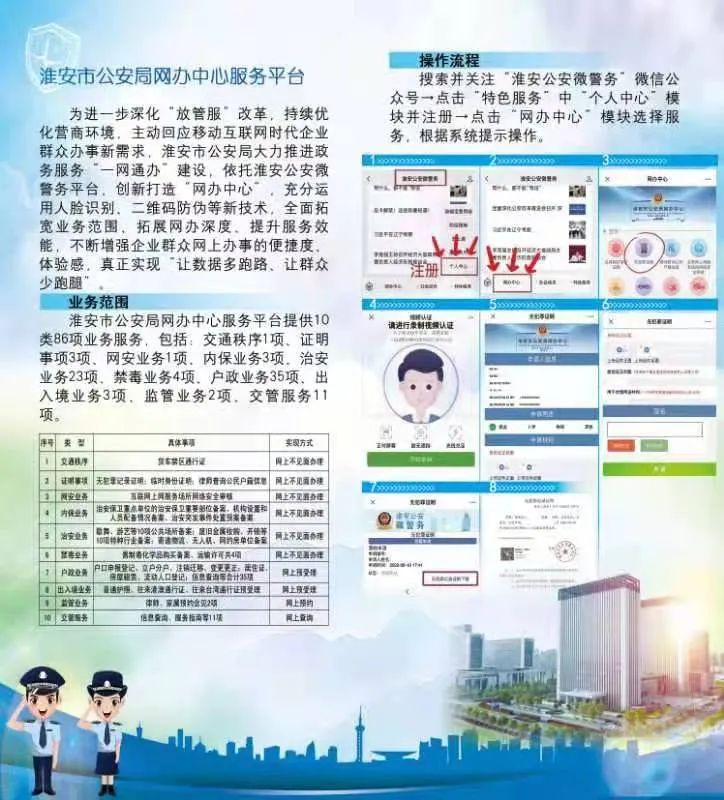 淮安市公安局网办中心服务平台
为进一步深化“放管服”改革，持续优
化营商环境，主动回应移动互联网时代企业
群众办事新需求，淮安市公安局大力推进政
务服务“一网通办”建设，依托淮安公安微
警务平台，创新打造“网办中心”，充分运
用人脸识别、二维码防伪等新技术，全面拓
宽业务范围、拓展网办深度、提升服务效
能，不断增强企业群众网上办事的便捷度、
体验感，真正实现“让数据多跑路、让群众
少跑腿”。
业务范围
淮安市公安局网办中心服务平台提供10
类86项业务服务，包括：交通秩序1项、证明
事项3项、网安业务1项、内保业务3项、治安
业务23项、禁毒业务4项、户政业务35项、出
入境业务3项、监管业务2项、交管服务11
项。
序号 类 型 具体事项 实现方式
1 交通秩序 货车禁区通行证 网上不见面办理
2 证明事项 无犯罪记录证明；临时身份证明；律师查询公民户籍信息 网上不见面办理
3 网安业务 互联网上网服务场所网络安全审核 网上不见面办理
4 内保业务 治安保卫重点单位的治安保卫重要部位备案、机构设置和
人员配备情况备案、治安突发事件处置预案备案 网上不见面办理
5 治安业务 歌舞、游艺等10项公共场所备案；废旧金属收购、开锁等
10项特种行业备案；普通物流、无人机、网约房单位备案 网上不见面办理
6 禁毒业务 易制毒化学品购买备案、运输许可共4项 网上不见面办理
7 户政业务 户口申报登记、立户分户、注销迁移、变更更正；居住证、
房屋租赁、流动人口登记；信息查询等合计35项 网上预受理
8 出入境业务 普通护照、往来港澳通行证、往来台湾通行证预受理 网上预受理
9 监管业务 律师、家属预约会见2项 网上预约
10 交管服务 信息查询、服务指南等11项 网上查询
操作流程
搜索并关注“淮安公安微警务”微信公
众号→点击“特色服务”中“个人中心”模
块并注册→点击“网办中心”模块选择服
务，根据系统提示操作。
1
淮安公安微警务
注册
个人中心
2
淮安公安微警务
网办中心
3
网办中心
4
视频认证
请进行录制视频认证
5
无犯罪证明
申请人信息
6
无犯罪证明
签名
7
无犯罪证明
淮安公安
微警务
8